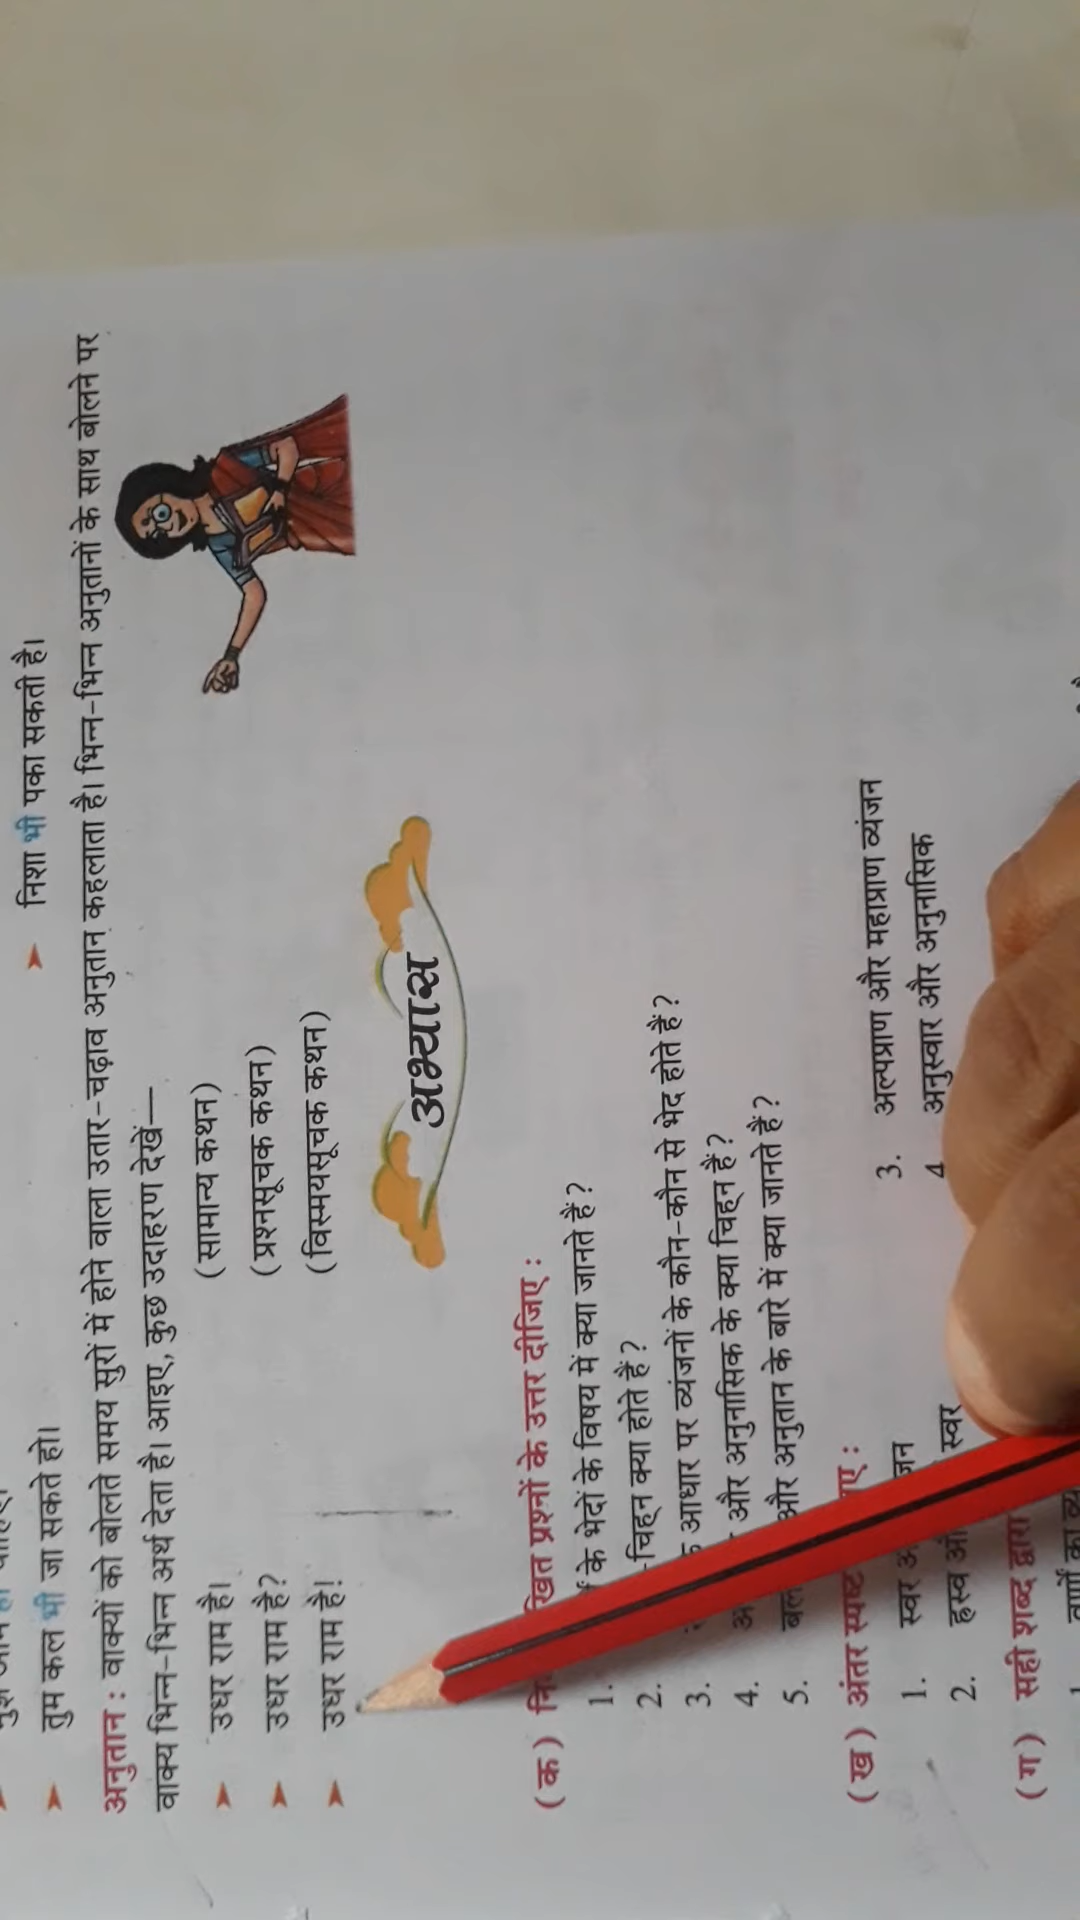 तुम कल भी जा सकते हो। ➤ निशा भी पका सकती है।
अनुतान : वाक्यों को बोलते समय सुरों में होने वाला उतार-चढ़ाव अनुतान कहलाता है। भिन्न-भिन्न अनुतानों के साथ बोलने पर
वाक्य भिन्न-भिन्न अर्थ देता है। आइए, कुछ उदाहरण देखें—
➤ उधर राम है। (सामान्य कथन)
➤ उधर राम है? (प्रश्नसूचक कथन)
➤ उधर राम है! (विस्मयसूचक कथन)
अभ्यास
(क) खित प्रश्नों के उत्तर दीजिए :
1. के भेदों के विषय में क्या जानते हैं?
2. -चिह्न क्या होते हैं?
3. आधार पर व्यंजनों के कौन-कौन से भेद होते हैं?
4. और अनुनासिक के क्या चिह्न हैं?
5. और अनुतान के बारे में क्या जानते हैं?
(ख) अंतर स्पष्ट :
1. स्वर 3. अल्पप्राण और महाप्राण व्यंजन
2. ह्रस्व स्वर 4 अनुस्वार और अनुनासिक
(ग) सही शब्द द्वारा
1. वर्णों का